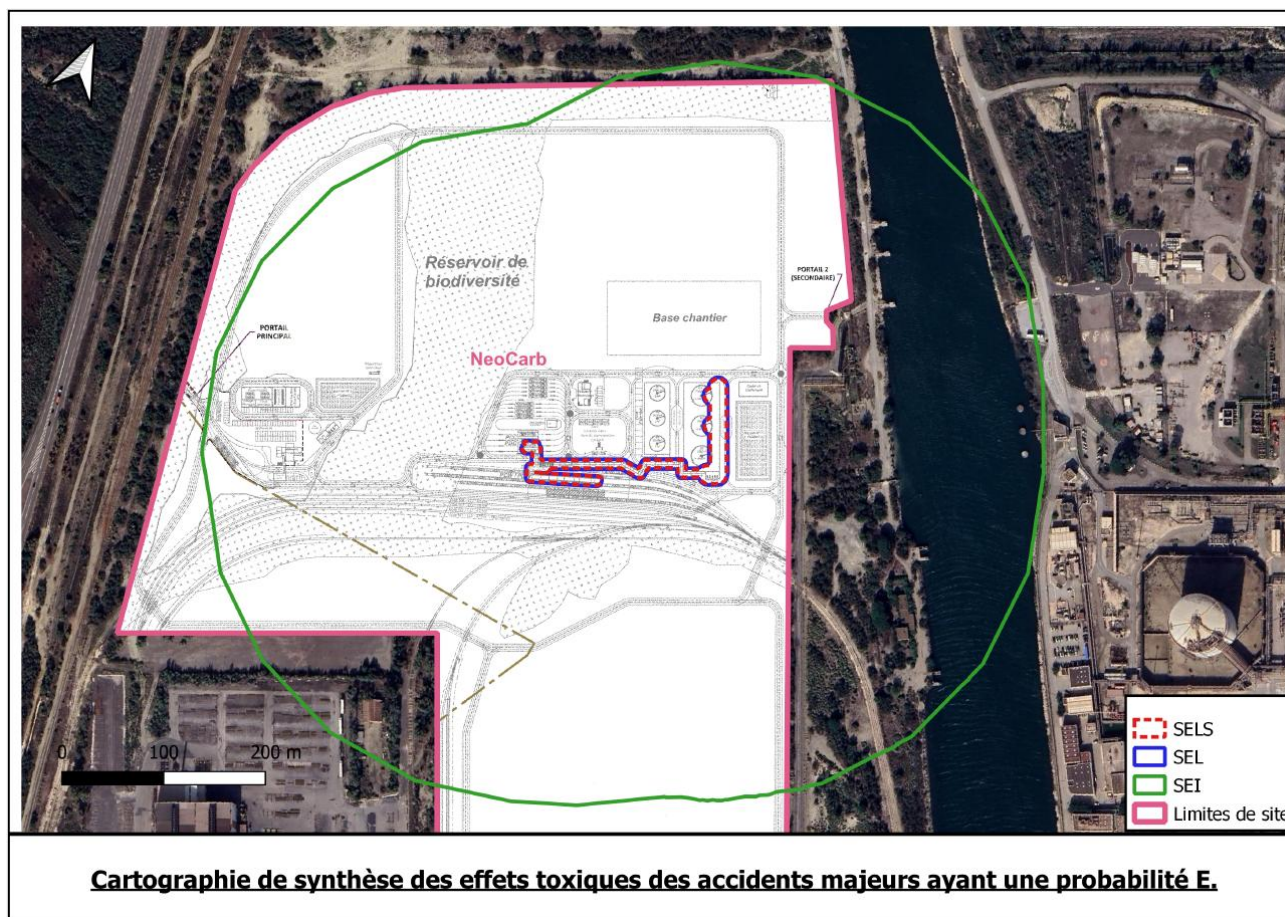 PORTAIL 2
(SECONDAIRE)
Réservoir de
biodiversité
Base chantier
PORTAIL
PRINCIPAL
NeoCarb
0 100 200 m
SELS
SEL
SEI
Limites de site
Cartographie de synthèse des effets toxiques des accidents majeurs ayant une probabilité E.